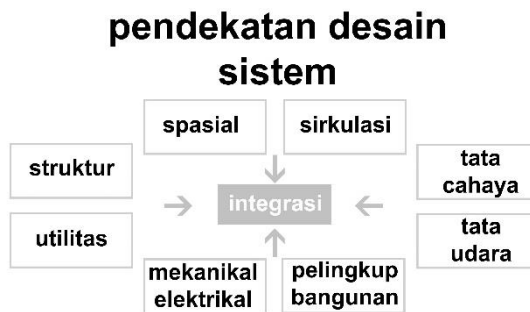 pendekatan desain
sistem
spasial
sirkulasi
struktur
tata
cahaya
integrasi
utilitas
tata
udara
mekanikal
elektrikal
pelingkup
bangunan